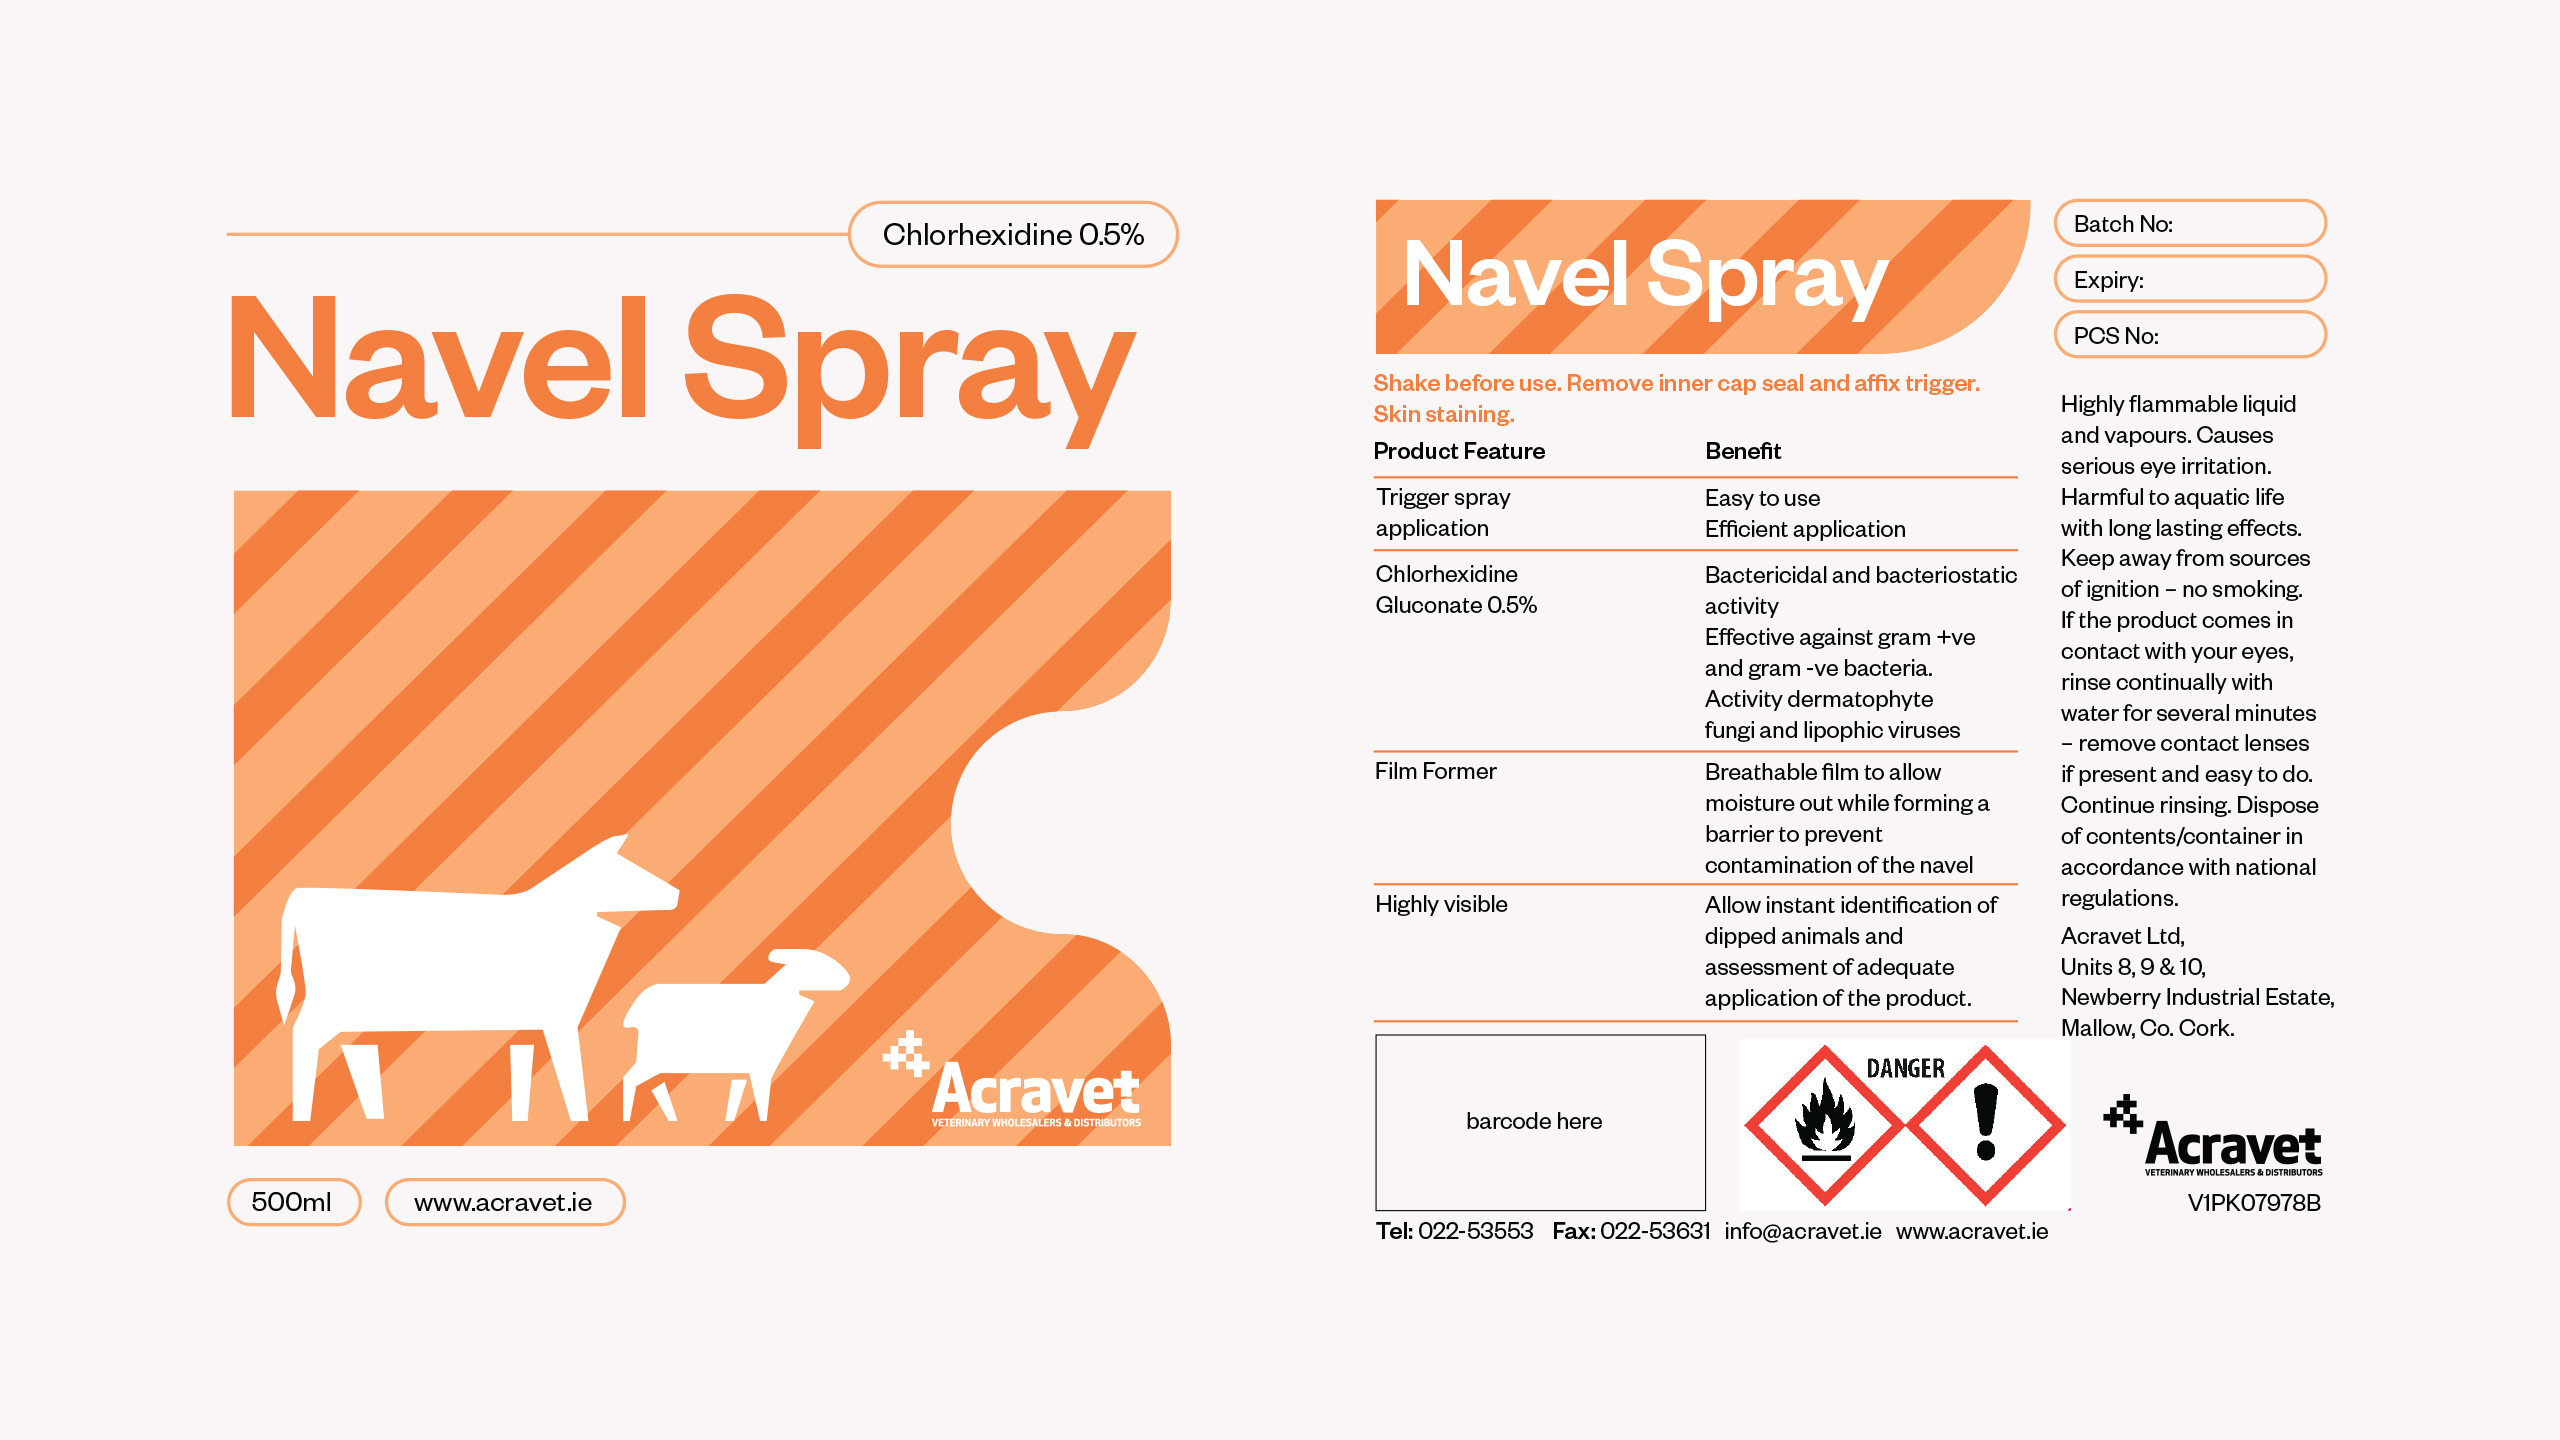 Chlorhexidine 0.5%
Navel Spray
Acravet
VETERINARY WHOLESALERS & DISTRIBUTORS
500ml
www.acravet.ie
Navel Spray
Shake before use. Remove inner cap seal and affix trigger.
Skin staining.
Product Feature Benefit
Trigger spray
application
Easy to use
Efficient application
Chlorhexidine
Gluconate 0.5%
Bactericidal and bacteriostatic
activity
Effective against gram +ve
and gram -ve bacteria.
Activity dermatophyte
fungi and lipophic viruses
Film Former
Breathable film to allow
moisture out while forming a
barrier to prevent
contamination of the navel
Highly visible
Allow instant identification of
dipped animals and
assessment of adequate
application of the product.
barcode here
DANGER
Tel: 022-53553 Fax: 022-53631 info@acravet.ie www.acravet.ie
Batch No:
Expiry:
PCS No:
Highly flammable liquid
and vapours. Causes
serious eye irritation.
Harmful to aquatic life
with long lasting effects.
Keep away from sources
of ignition – no smoking.
If the product comes in
contact with your eyes,
rinse continually with
water for several minutes
– remove contact lenses
if present and easy to do.
Continue rinsing. Dispose
of contents/container in
accordance with national
regulations.
Acravet Ltd,
Units 8, 9 & 10,
Newberry Industrial Estate,
Mallow, Co. Cork.
Acravet
VETERINARY WHOLESALERS & DISTRIBUTORS
V1PK07978B